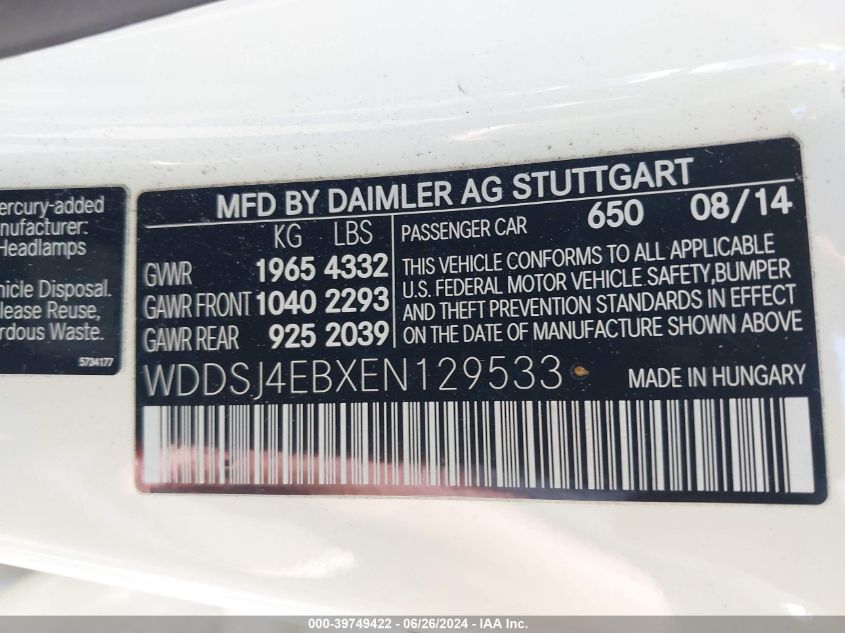 ercury-added
nufacturer:
Headlamps
hicle Disposal.
lease Reuse,
rdous Waste.
5734177
MFD BY DAIMLER AG STUTTGART
KG LBS
GVWR 1965 4332
GAWR FRONT 1040 2293
GAWR REAR 925 2039
PASSENGER CAR 650 08/14
THIS VEHICLE CONFORMS TO ALL APPLICABLE
U.S. FEDERAL MOTOR VEHICLE SAFETY,BUMPER
AND THEFT PREVENTION STANDARDS IN EFFECT
ON THE DATE OF MANUFACTURE SHOWN ABOVE
WDDSJ4EBXEN129533
MADE IN HUNGARY
000-39749422 - 06/26/2024 - IAA Inc.